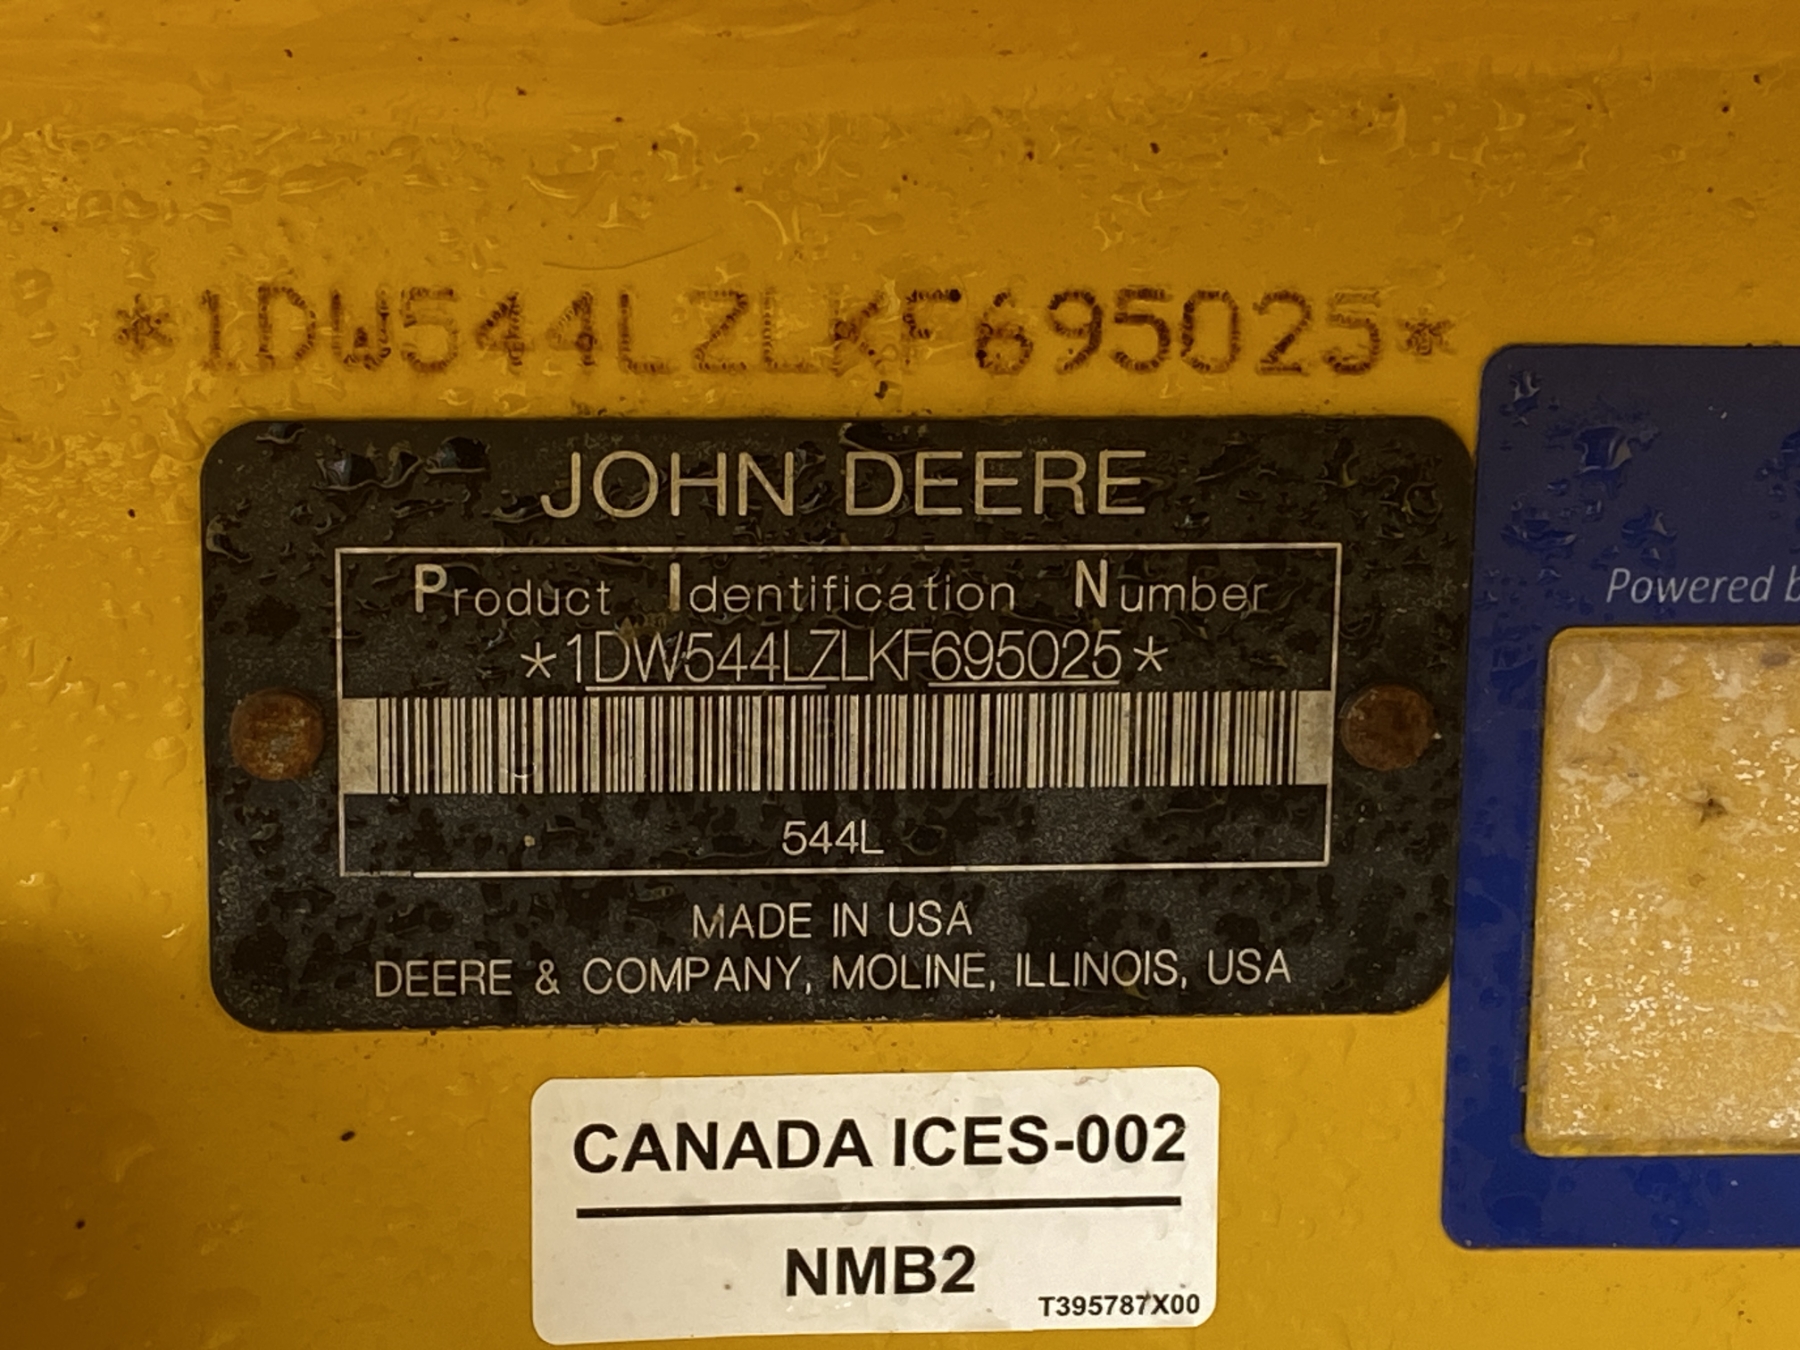 *1DW544LZLKF695025*
JOHN DEERE
Product Identification Number
*1DW544LZLKF695025*
544L
MADE IN USA
DEERE & COMPANY, MOLINE, ILLINOIS, USA
Powered
CANADA ICES-002
NMB2
T395787X00